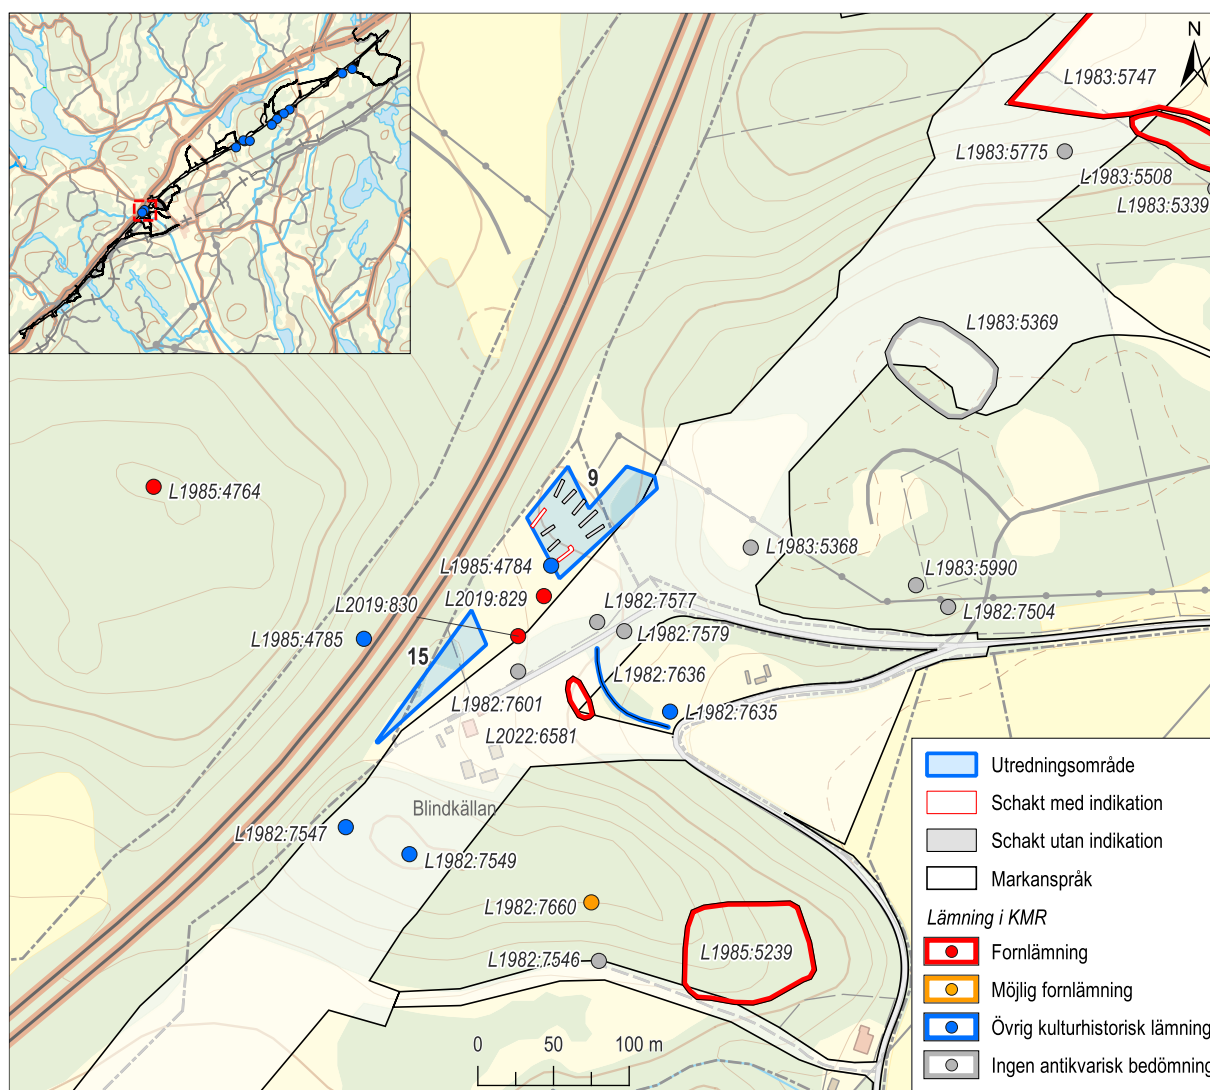 N
L1983:5747
L1983:5775
L1983:5508
L1983:5339
L1983:5369
9
L1985:4764
L1983:5368
L1985:4784
L1983:5990
L2019:829
L1982:7577
L2019:830
L1982:7504
L1985:4785
L1982:7579
15
L1982:7636
L1982:7601
L1982:7635
L2022:6581
Blindkällan
L1982:7547
L1982:7549
L1982:7660
L1985:5239
L1982:7546
0 50 100 m
Utredningsområde
Schakt med indikation
Schakt utan indikation
Markanspråk
Lämning i KMR
Fornlämning
Möjlig fornlämning
Övrig kulturhistorisk lämning
Ingen antikvarisk bedömning